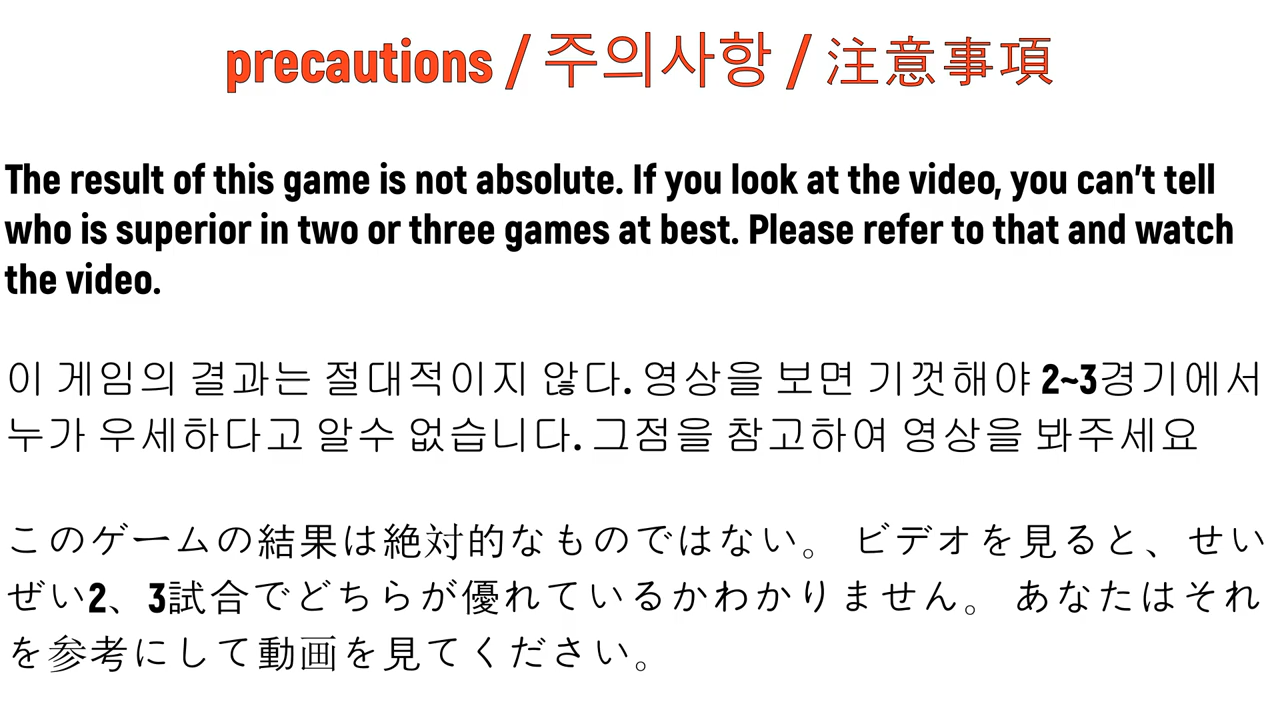 precautions / 주의사항 / 注意事項
The result of this game is not absolute. If you look at the video, you can't tell
who is superior in two or three games at best. Please refer to that and watch
the video.
이 게임의 결과는 절대적이지 않다. 영상을 보면 기껏해야 2~3경기에서
누가 우세하다고 알수 없습니다. 그점을 참고하여 영상을 봐주세요
このゲームの結果は絶対的なものではない。 ビデオを見ると、せい
ぜい2、3試合でどちらが優れているかわかりません。 あなたはそれ
を参考にして動画を見てください。